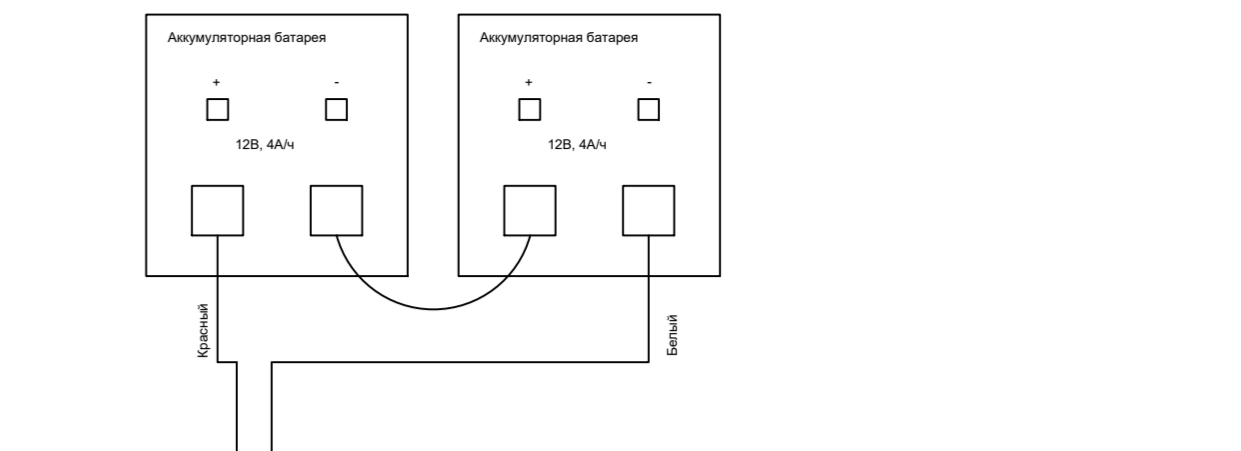 Аккумуляторная батарея
+ -
12В, 4А/ч
Красный
Аккумуляторная батарея
+ -
12В, 4А/ч
Белый